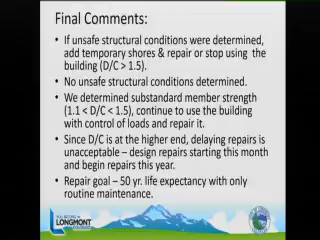 Final Comments:
• If unsafe structural conditions were determined,
add temporary shores & repair or stop using the
building (D/C > 1.5).
• No unsafe structural conditions determined.
• We determined substandard member strength
(1.1 < D/C < 1.5), continue to use the building
with control of loads and repair it.
• Since D/C is at the higher end, delaying repairs is
unacceptable – design repairs starting this month
and begin repairs this year.
• Repair goal – 50 yr. life expectancy with only
routine maintenance.
LONGMONT